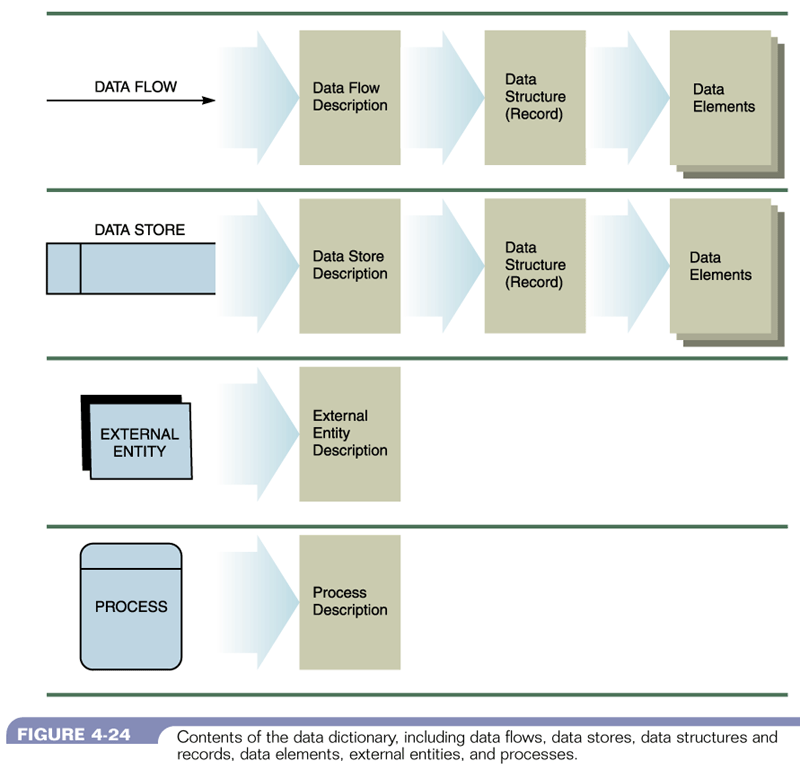 DATA FLOW
Data Flow
Description
Data
Structure
(Record)
Data
Elements
DATA STORE
Data Store
Description
Data
Structure
(Record)
Data
Elements
EXTERNAL
ENTITY
External
Entity
Description
PROCESS
Process
Description
FIGURE 4-24
Contents of the data dictionary, including data flows, data stores, data structures and
records, data elements, external entities, and processes.